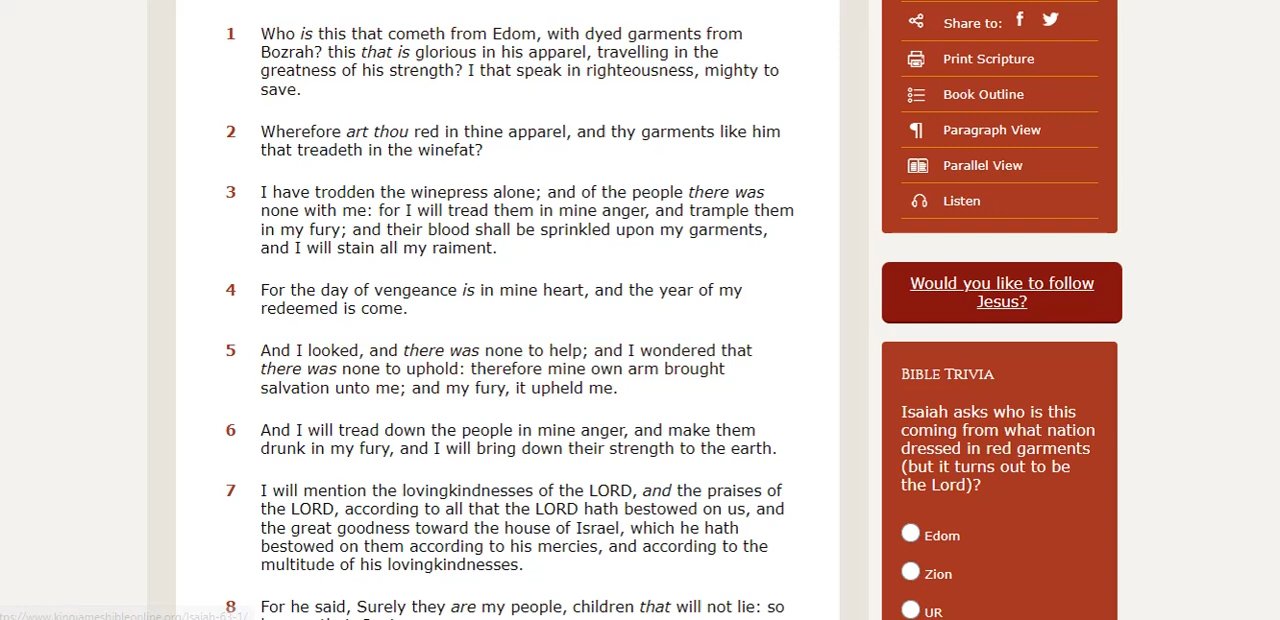 1 Who is this that cometh from Edom, with dyed garments from
Bozrah? this that is glorious in his apparel, travelling in the
greatness of his strength? I that speak in righteousness, mighty to
save.
2 Wherefore art thou red in thine apparel, and thy garments like him
that treadeth in the winefat?
3 I have trodden the winepress alone; and of the people there was
none with me: for I will tread them in mine anger, and trample them
in my fury; and their blood shall be sprinkled upon my garments,
and I will stain all my raiment.
4 For the day of vengeance is in mine heart, and the year of my
redeemed is come.
5 And I looked, and there was none to help; and I wondered that
there was none to uphold: therefore mine own arm brought
salvation unto me; and my fury, it upheld me.
6 And I will tread down the people in mine anger, and make them
drunk in my fury, and I will bring down their strength to the earth.
7 I will mention the lovingkindnesses of the LORD, and the praises of
the LORD, according to all that the LORD hath bestowed on us, and
the great goodness toward the house of Israel, which he hath
bestowed on them according to his mercies, and according to the
multitude of his lovingkindnesses.
8 For he said, Surely they are my people, children that will not lie: so
tps://www.kingjamesbibleonline.org/Isaiah-63-1/
Share to:
Print Scripture
Book Outline
Paragraph View
Parallel View
Listen
Would you like to follow
Jesus?
Bible Trivia
Isaiah asks who is this
coming from what nation
dressed in red garments
(but it turns out to be
the Lord)?
Edom
Zion
UR